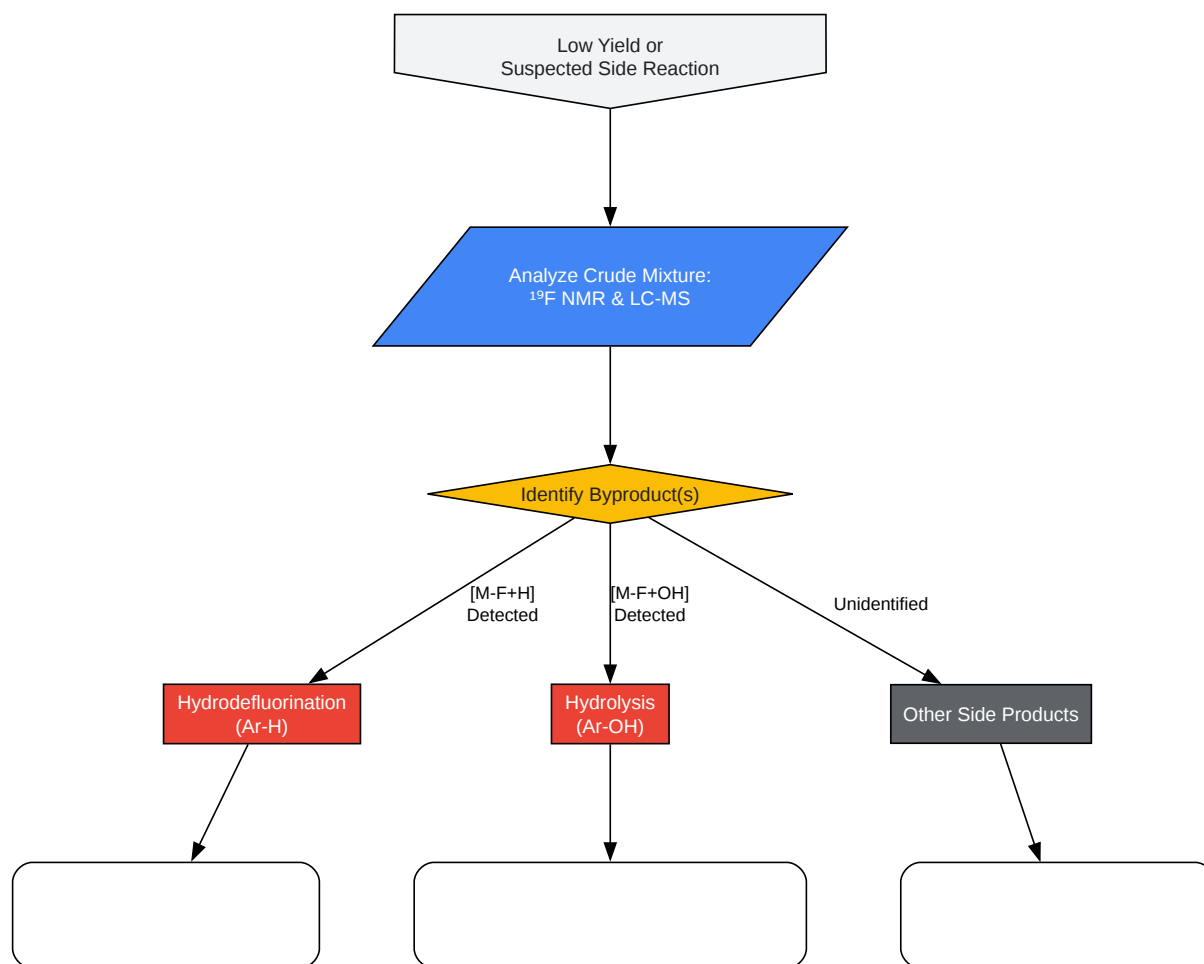 Low Yield or
Suspected Side Reaction
Analyze Crude Mixture:
¹⁹F NMR & LC-MS
Identify Byproduct(s)
[M-F+H]
Detected
[M-F+OH]
Detected
Unidentified
Hydrodefluorination
(Ar-H)
Hydrolysis
(Ar-OH)
Other Side Products